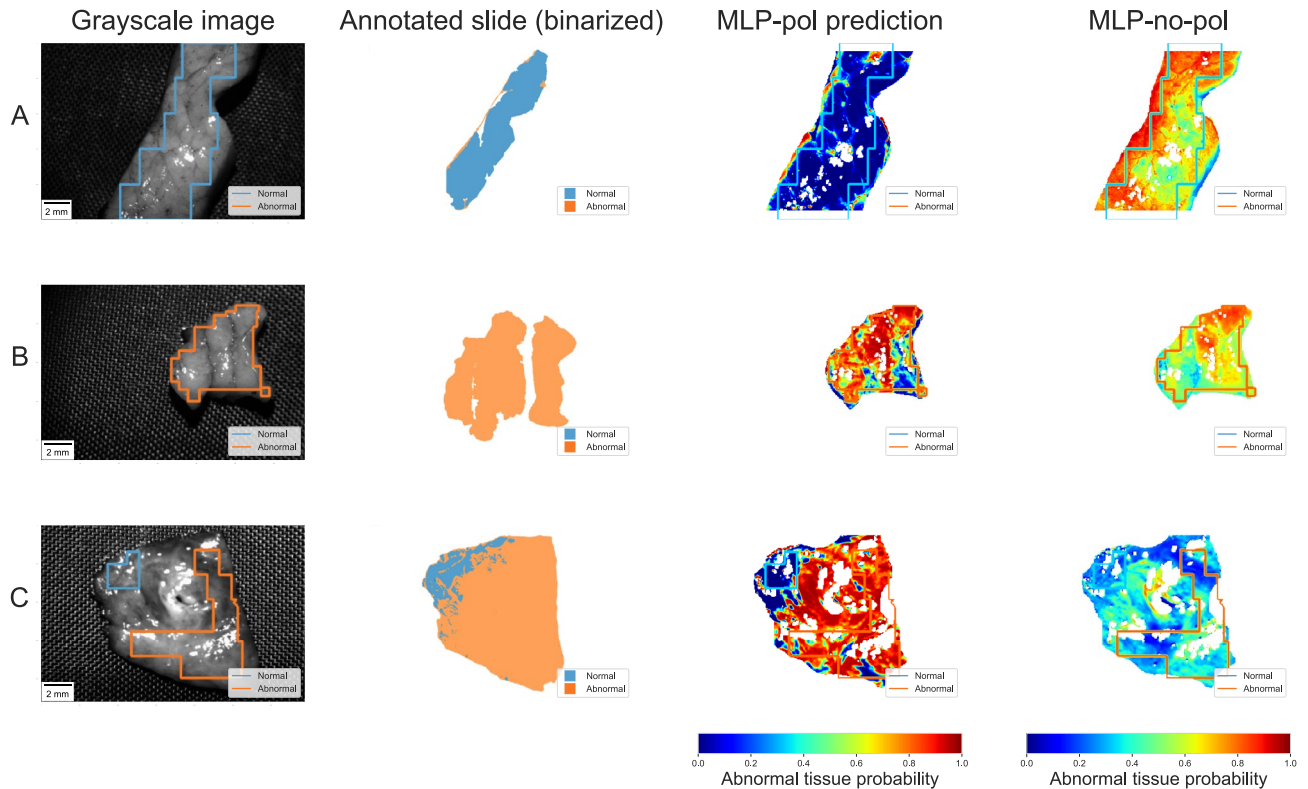 Grayscale image
Annotated slide (binarized)
MLP-pol prediction
MLP-no-pol
A
Normal
Abnormal
2 mm
Normal
Abnormal
Normal
Abnormal
Normal
Abnormal
B
Normal
Abnormal
2 mm
Normal
Abnormal
Normal
Abnormal
Normal
Abnormal
C
Normal
Abnormal
2 mm
Normal
Abnormal
Normal
Abnormal
Normal
Abnormal
0.0 0.2 0.4 0.6 0.8 1.0
Abnormal tissue probability
0.0 0.2 0.4 0.6 0.8 1.0
Abnormal tissue probability